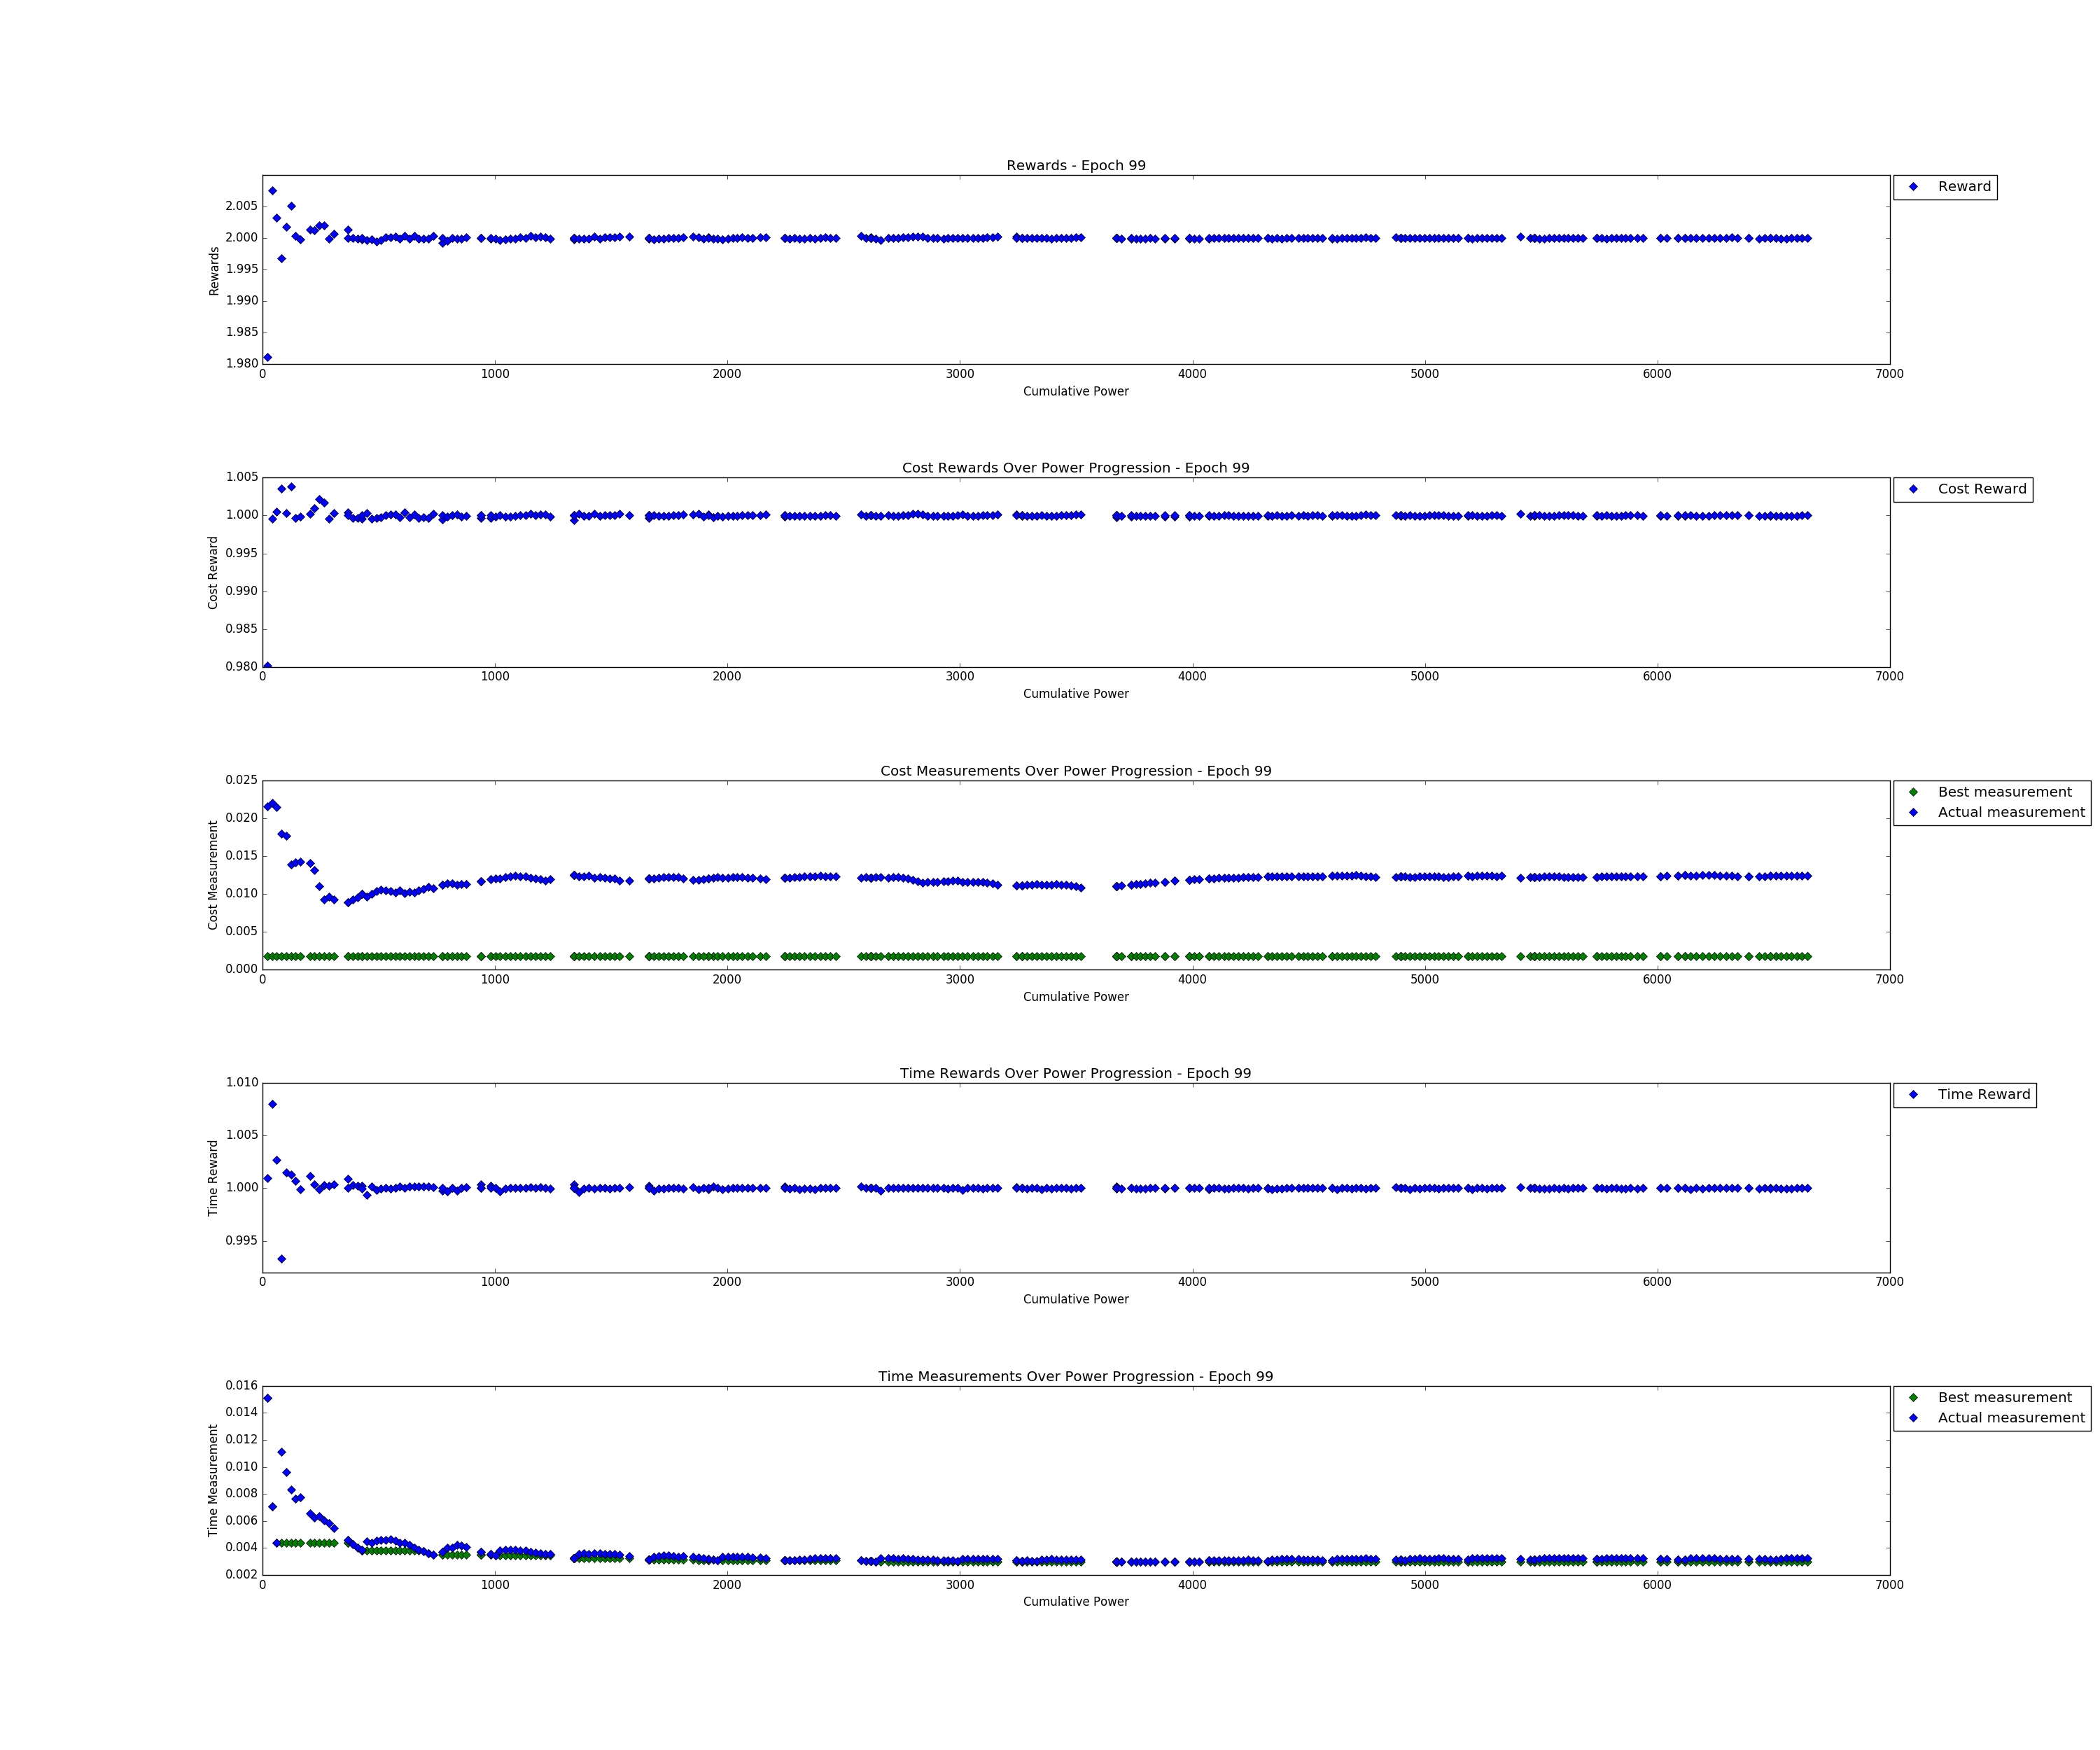 Rewards - Epoch 99
Reward
2.005
2.000
1.995
1.990
1.985
1.980
Rewards
0 1000 2000 3000 4000 5000 6000 7000
Cumulative Power
Cost Rewards Over Power Progression - Epoch 99
Cost Reward
1.005
1.000
0.995
0.990
0.985
0.980
Cost Reward
0 1000 2000 3000 4000 5000 6000 7000
Cumulative Power
Cost Measurements Over Power Progression - Epoch 99
Best measurement
Actual measurement
0.025
0.020
0.015
0.010
0.005
0.000
Cost Measurement
0 1000 2000 3000 4000 5000 6000 7000
Cumulative Power
Time Rewards Over Power Progression - Epoch 99
Time Reward
1.010
1.005
1.000
0.995
Time Reward
0 1000 2000 3000 4000 5000 6000 7000
Cumulative Power
Time Measurements Over Power Progression - Epoch 99
Best measurement
Actual measurement
0.016
0.014
0.012
0.010
0.008
0.006
0.004
0.002
Time Measurement
0 1000 2000 3000 4000 5000 6000 7000
Cumulative Power